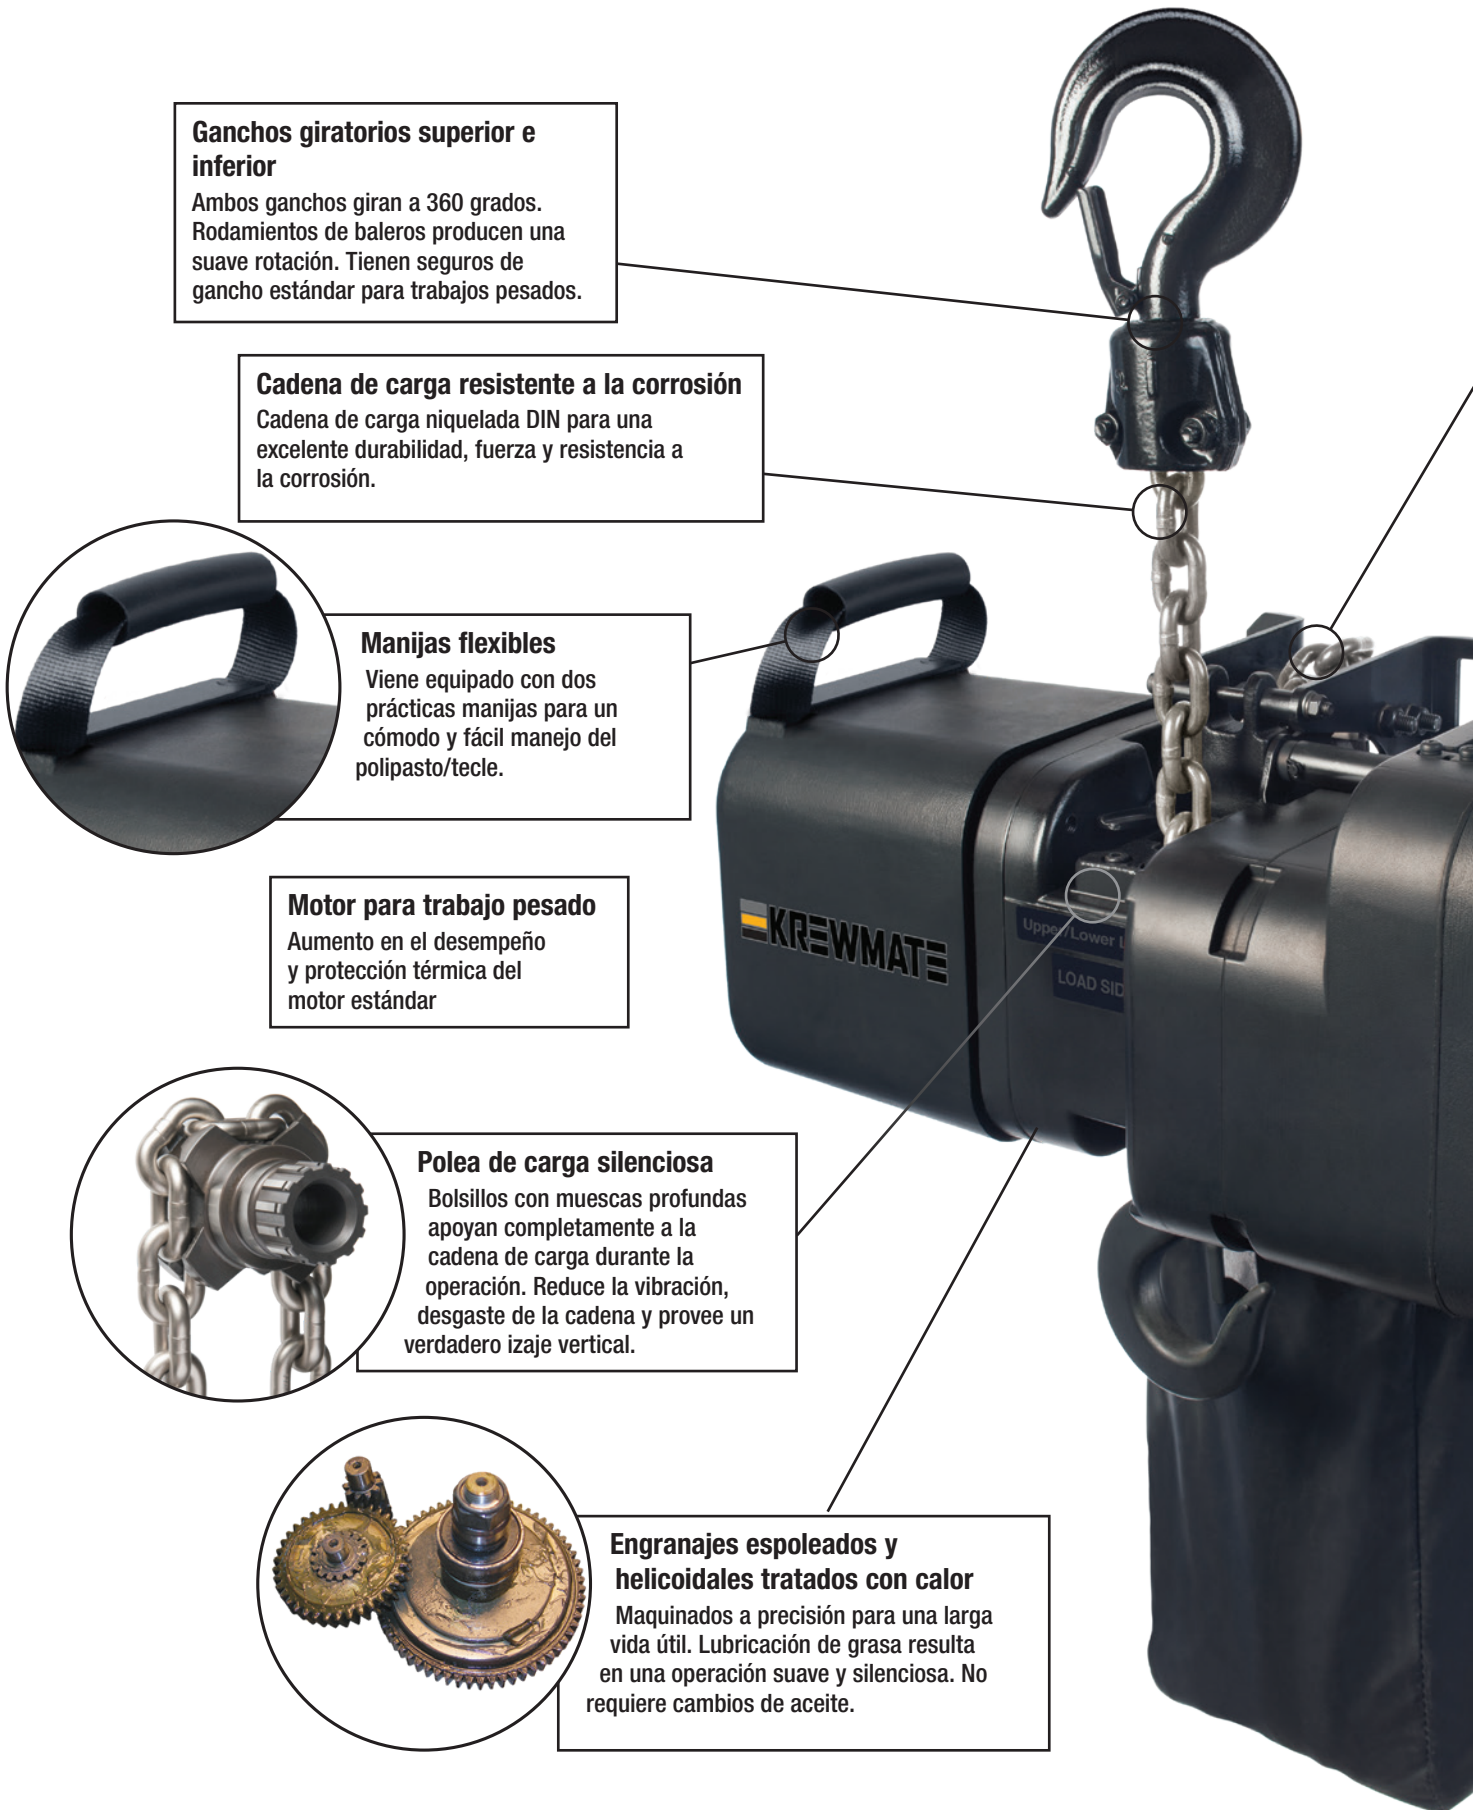 Ganchos giratorios superior e
inferior
Ambos ganchos giran a 360 grados.
Rodamientos de baleros producen una
suave rotación. Tienen seguros de
gancho estándar para trabajos pesados.
Cadena de carga resistente a la corrosión
Cadena de carga niquelada DIN para una
excelente durabilidad, fuerza y resistencia a
la corrosión.
Manijas flexibles
Viene equipado con dos
prácticas manijas para un
cómodo y fácil manejo del
polipasto/tecle.
Motor para trabajo pesado
Aumento en el desempeño
y protección térmica del
motor estándar
KREWMATE
Upper/Lower L
LOAD SID
Polea de carga silenciosa
Bolsillos con muescas profundas
apoyan completamente a la
cadena de carga durante la
operación. Reduce la vibración,
desgaste de la cadena y provee un
verdadero izaje vertical.
Engranajes espoleados y
helicoidales tratados con calor
Maquinados a precisión para una larga
vida útil. Lubricación de grasa resulta
en una operación suave y silenciosa. No
requiere cambios de aceite.